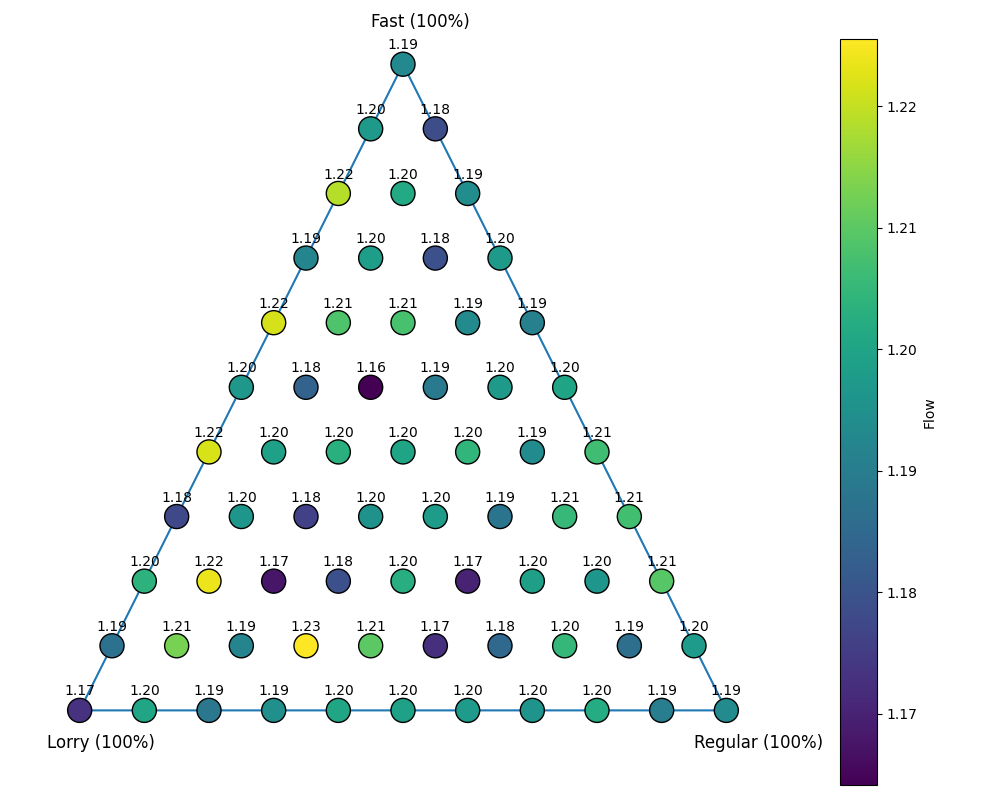 Fast (100%)
1.19
1.20 1.18
1.22 1.20 1.19
1.19 1.20 1.18 1.20
1.22 1.21 1.21 1.19 1.19
1.20 1.18 1.16 1.19 1.20 1.20
1.22 1.20 1.20 1.20 1.20 1.19 1.21
1.18 1.20 1.18 1.20 1.20 1.19 1.21 1.21
1.20 1.22 1.17 1.18 1.20 1.17 1.20 1.20 1.21
1.19 1.21 1.19 1.23 1.21 1.17 1.18 1.20 1.19 1.20
1.17 1.20 1.19 1.19 1.20 1.20 1.20 1.20 1.20 1.19 1.19
Lorry (100%)
Regular (100%)
1.22
1.21
1.20
1.19
1.18
1.17
Flow